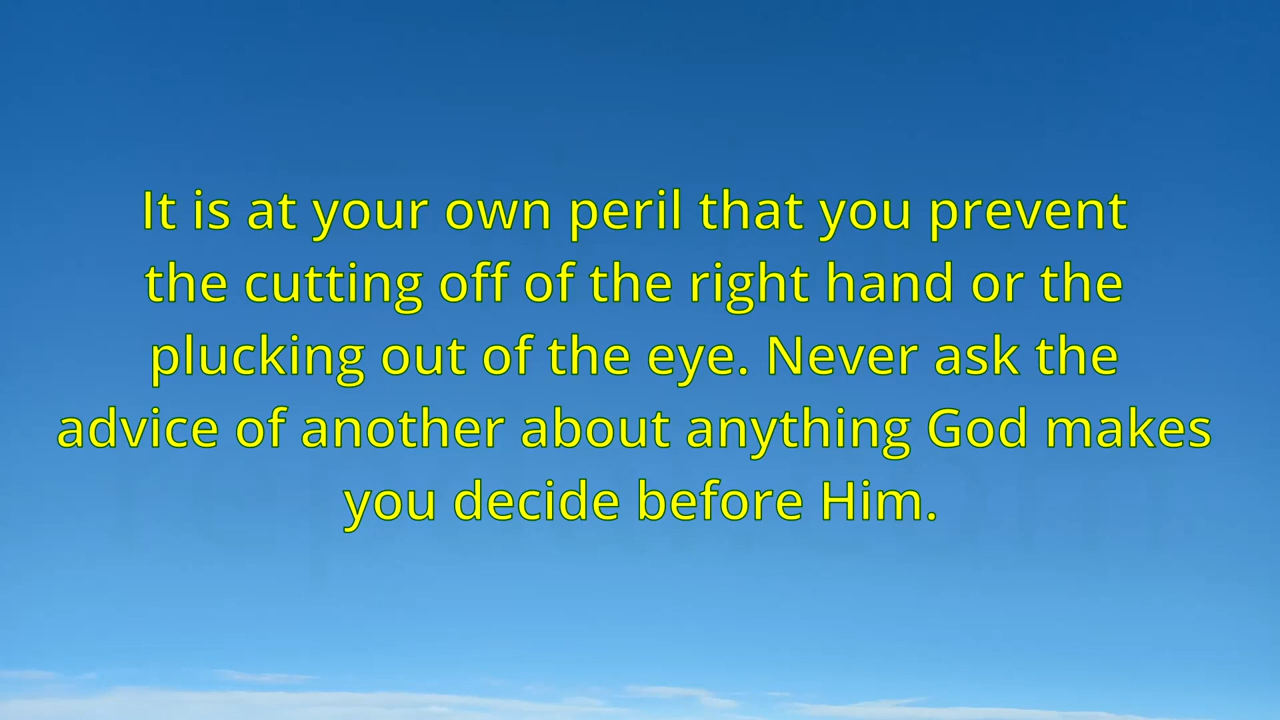 It is at your own peril that you prevent
the cutting off of the right hand or the
plucking out of the eye. Never ask the
advice of another about anything God makes
you decide before Him.